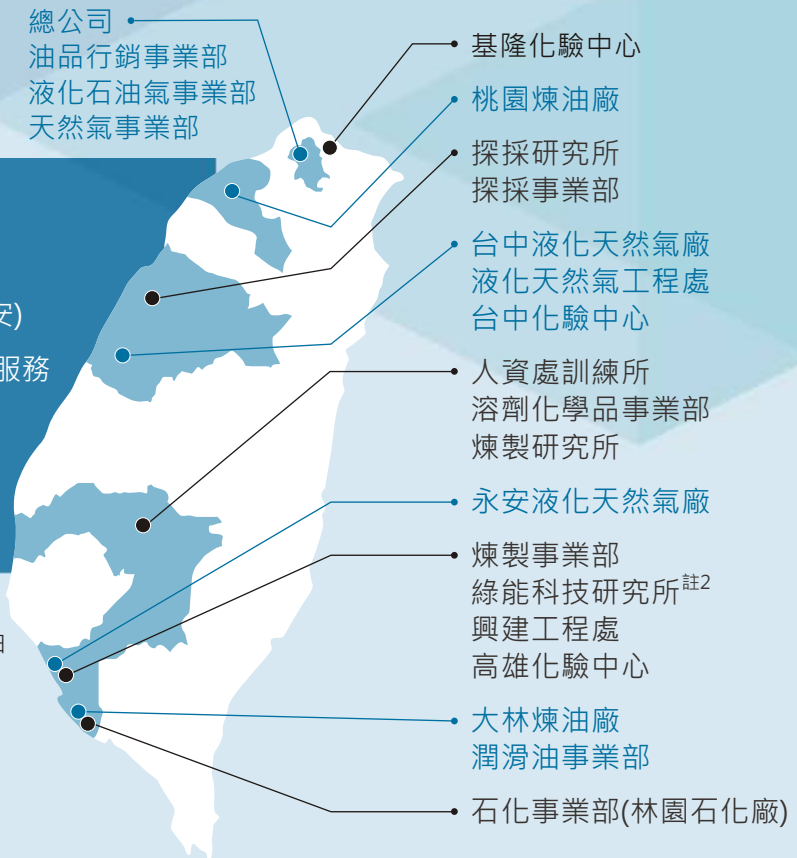 總公司
油品行銷事業部
液化石油氣事業部
天然氣事業部
安)
服務
基隆化驗中心
桃園煉油廠
探採研究所
探採事業部
台中液化天然氣廠
液化天然氣工程處
台中化驗中心
人資處訓練所
溶劑化學品事業部
煉製研究所
永安液化天然氣廠
煉製事業部
綠能科技研究所註2
興建工程處
高雄化驗中心
大林煉油廠
潤滑油事業部
石化事業部(林園石化廠)